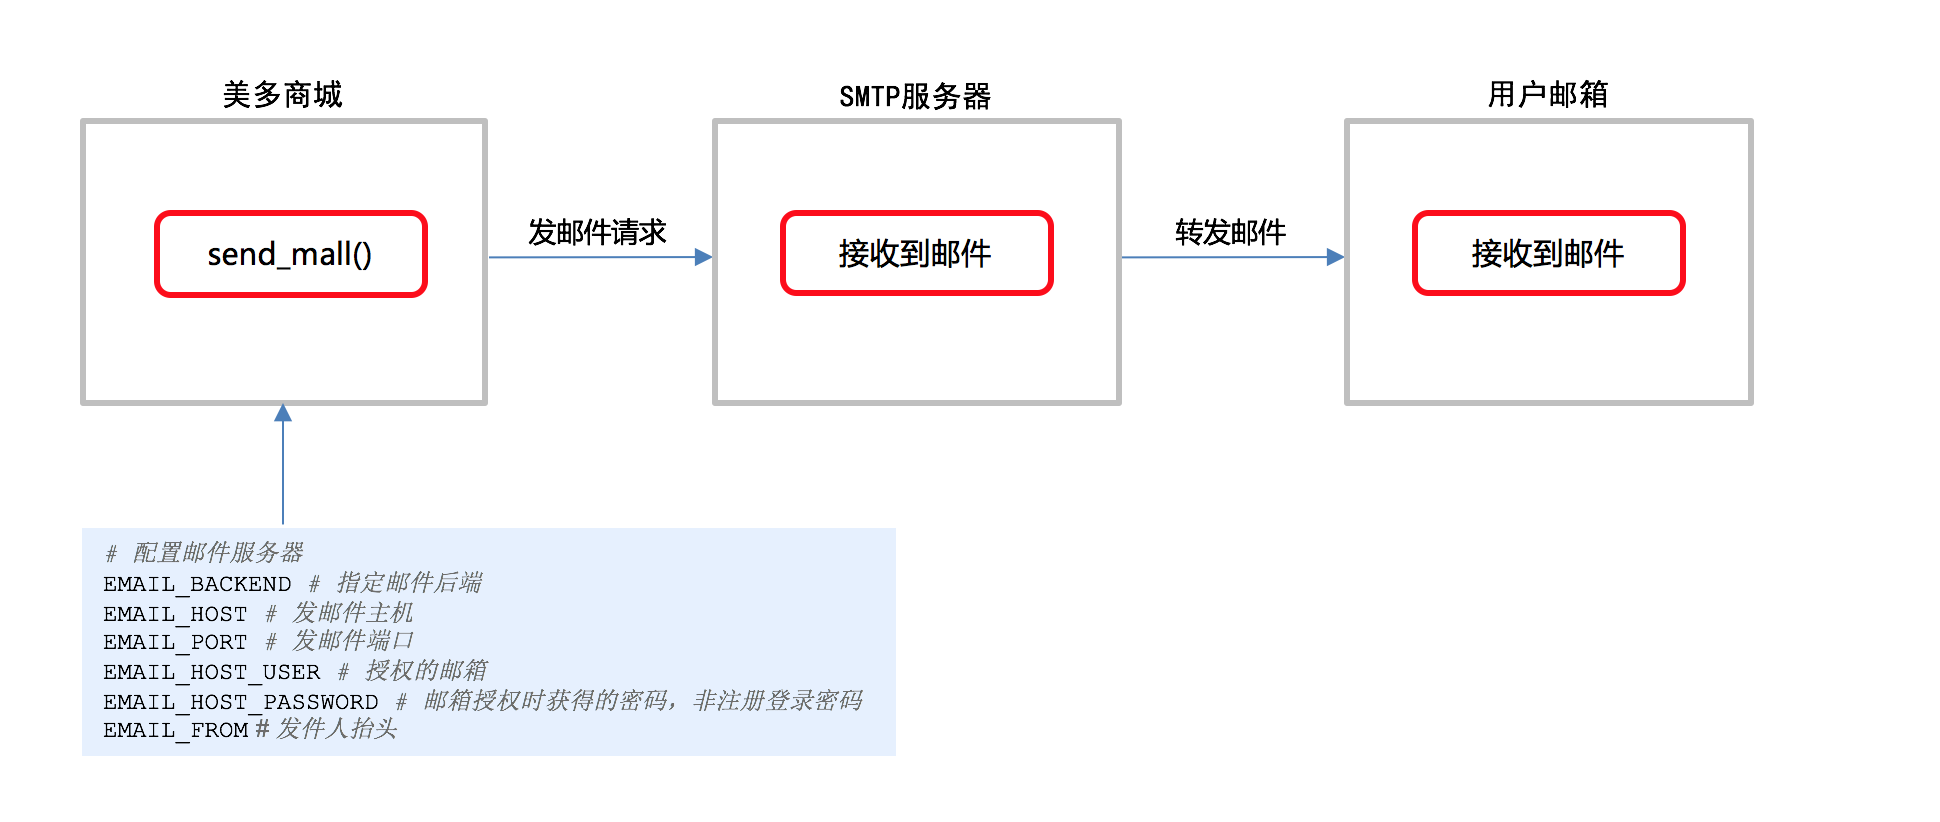 美多商城
SMTP服务器
用户邮箱
send_mall()
发邮件请求
接收到邮件
转发邮件
接收到邮件
# 配置邮件服务器
EMAIL_BACKEND # 指定邮件后端
EMAIL_HOST # 发邮件主机
EMAIL_PORT # 发邮件端口
EMAIL_HOST_USER # 授权的邮箱
EMAIL_HOST_PASSWORD # 邮箱授权时获得的密码，非注册登录密码
EMAIL_FROM # 发件人抬头